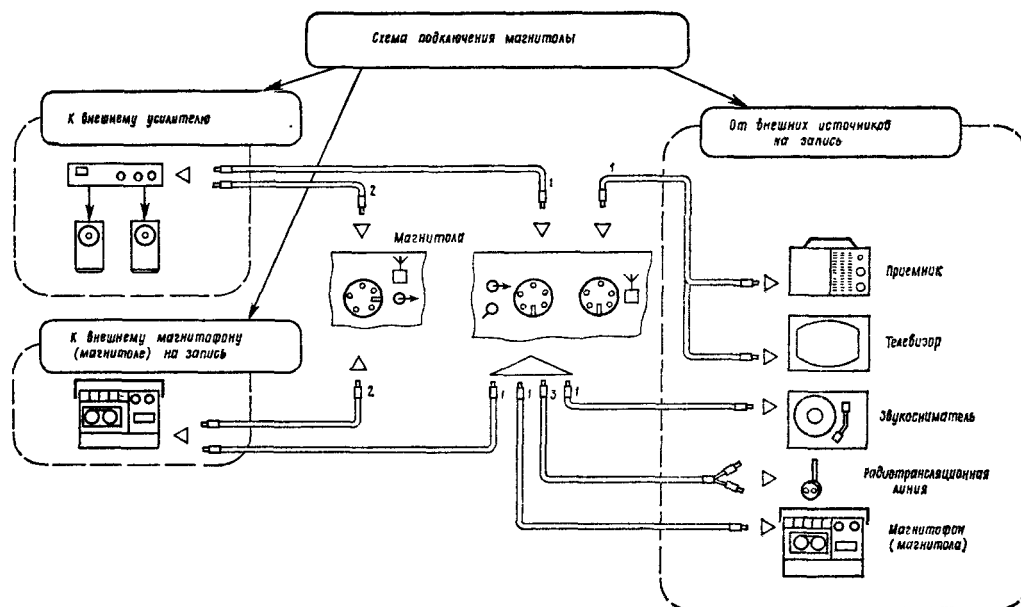 Схема подключения магнитолы
К внешнему усилителю
От внешних источников
на запись
2
1
1
Магнитола
Приемник
К внешнему магнитофону
(магнитоле) на запись
Телевизор
2
1
1
3
1
Звукосниматель
Радиотрансляционная
линия
Магнитофон
(магнитола)